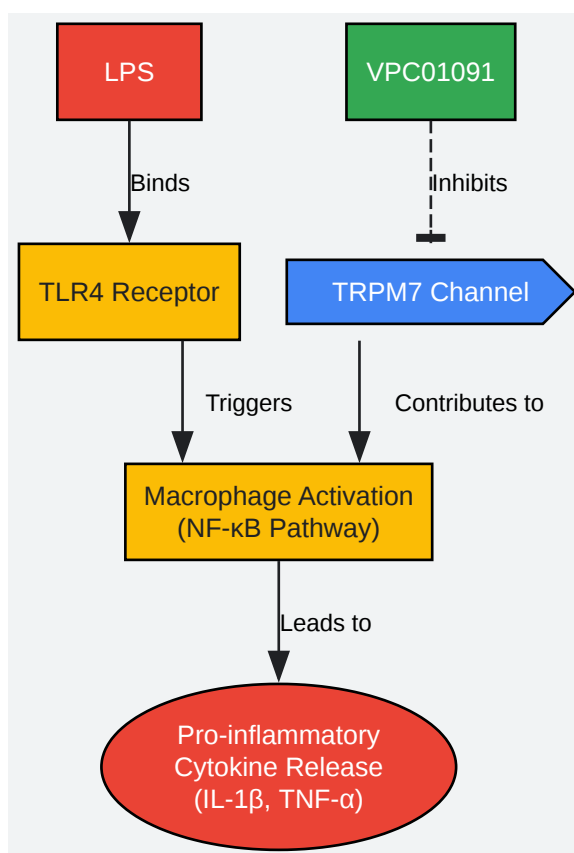 LPS
VPC01091
Binds
Inhibits
TLR4 Receptor
TRPM7 Channel
Triggers
Contributes to
Macrophage Activation
(NF-κB Pathway)
Leads to
Pro-inflammatory
Cytokine Release
(IL-1β, TNF-α)